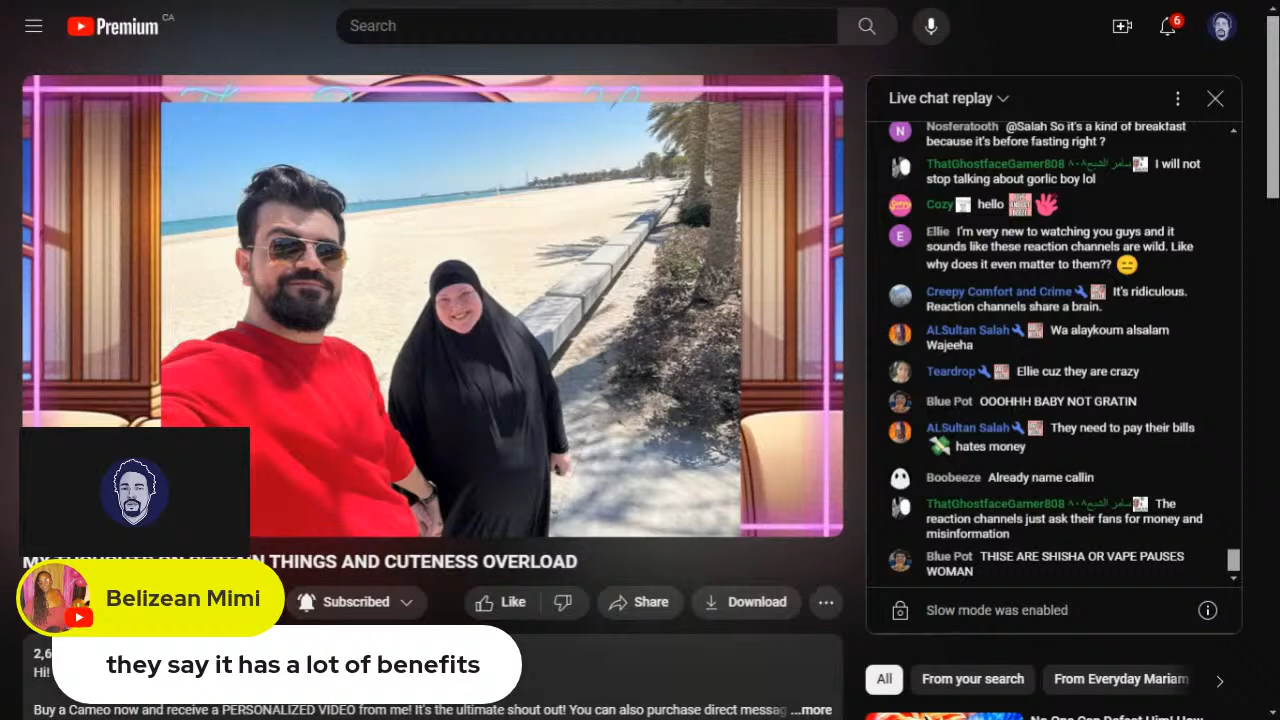 Premium CA
Search
6
Live chat replay
Nosferatooth @Salah So it's a kind of breakfast
because it's before fasting right ?
ThatGhostfaceGamer808 سامر الشبح٨٠٨ I will not
stop talking about gorlic boy lol
Cozy hello
Ellie I'm very new to watching you guys and it
sounds like these reaction channels are wild. Like
why does it even matter to them??
Creepy Comfort and Crime It's ridiculous.
Reaction channels share a brain.
ALSultan Salah Wa alaykoum alsalam
Wajeeha
Teardrop Ellie cuz they are crazy
Blue Pot OOOHHH BABY NOT GRATIN
ALSultan Salah They need to pay their bills
hates money
Boobeeze Already name callin
ThatGhostfaceGamer808 سامر الشبح٨٠٨ The
reaction channels just ask their fans for money and
misinformation
Blue Pot THISE ARE SHISHA OR VAPE PAUSES
WOMAN
Slow mode was enabled
THINGS AND CUTENESS OVERLOAD
Belizean Mimi
Subscribed
Like
Share
Download
they say it has a lot of benefits
2,6
Hi!
Buy a Cameo now and receive a PERSONALIZED VIDEO from me! It's the ultimate shout out! You can also purchase direct messag ...more
All
From your search
From Everyday Mariam
No One Can Defeat Him! How